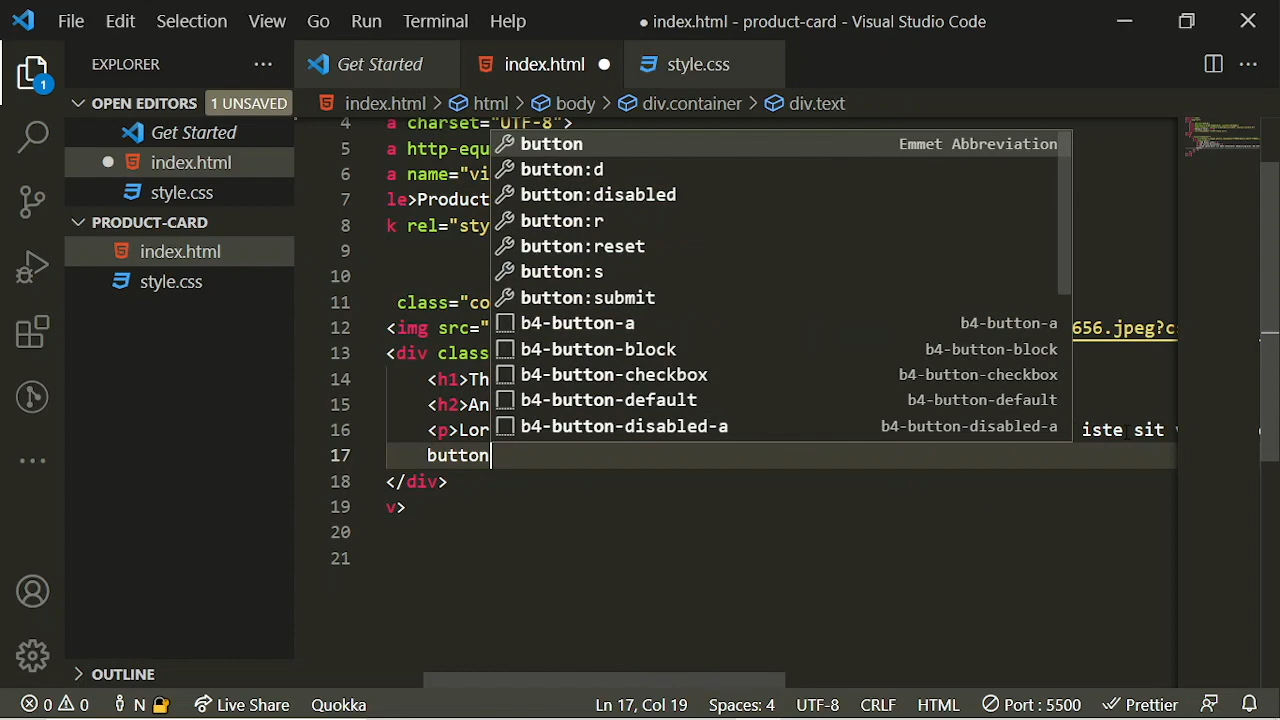 File Edit Selection View Go Run Terminal Help ● index.html - product-card - Visual Studio Code
EXPLORER ···
Get Started index.html style.css
1
OPEN EDITORS 1 UNSAVED
Get Started
index.html
style.css
PRODUCT-CARD
index.html
style.css
OUTLINE
index.html > html > body > div.container > div.text
4 a charset="UTF-8">
5 a http-equ
6 a name="vi
7 le>Product
8 k rel="sty
9
10
11 class="co
12 <img src=" 656.jpeg?c
13 <div class
14 <h1>Th
15 <h2>An
16 <p>Lor iste sit
17 button
18 </div>
19 v>
20
21
button Emmet Abbreviation
button:d
button:disabled
button:r
button:reset
button:s
button:submit
b4-button-a b4-button-a
b4-button-block b4-button-block
b4-button-checkbox b4-button-checkbox
b4-button-default b4-button-default
b4-button-disabled-a b4-button-disabled-a
0 0 N Live Share Quokka Ln 17, Col 19 Spaces: 4 UTF-8 CRLF HTML Port : 5500 Prettier